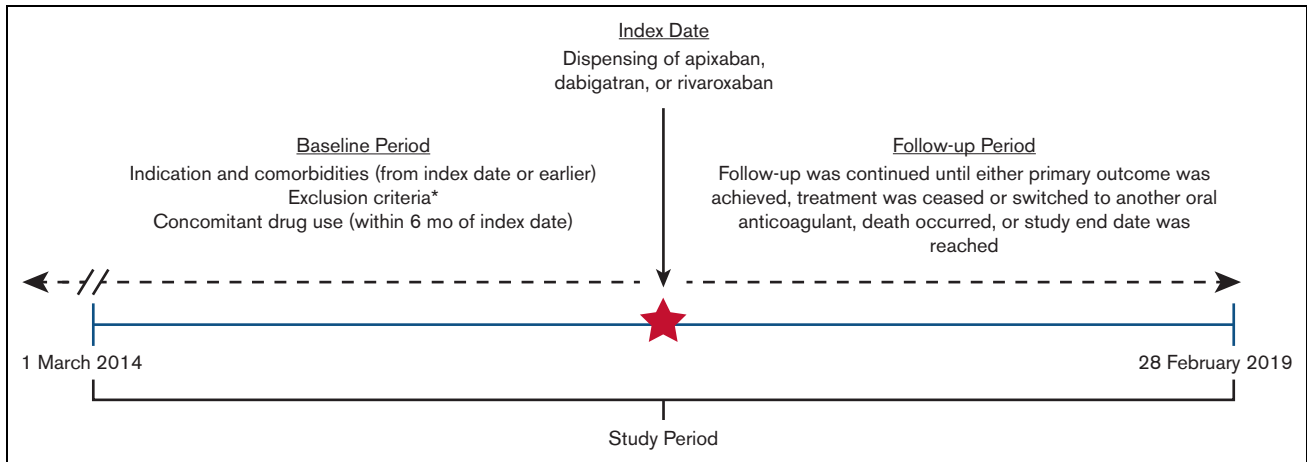 Index Date
Dispensing of apixaban,
dabigatran, or rivaroxaban
Baseline Period
Indication and comorbidities (from index date or earlier)
Exclusion criteria*
Concomitant drug use (within 6 mo of index date)
Follow-up Period
Follow-up was continued until either primary outcome was
achieved, treatment was ceased or switched to another oral
anticoagulant, death occurred, or study end date was
reached
1 March 2014
28 February 2019
Study Period